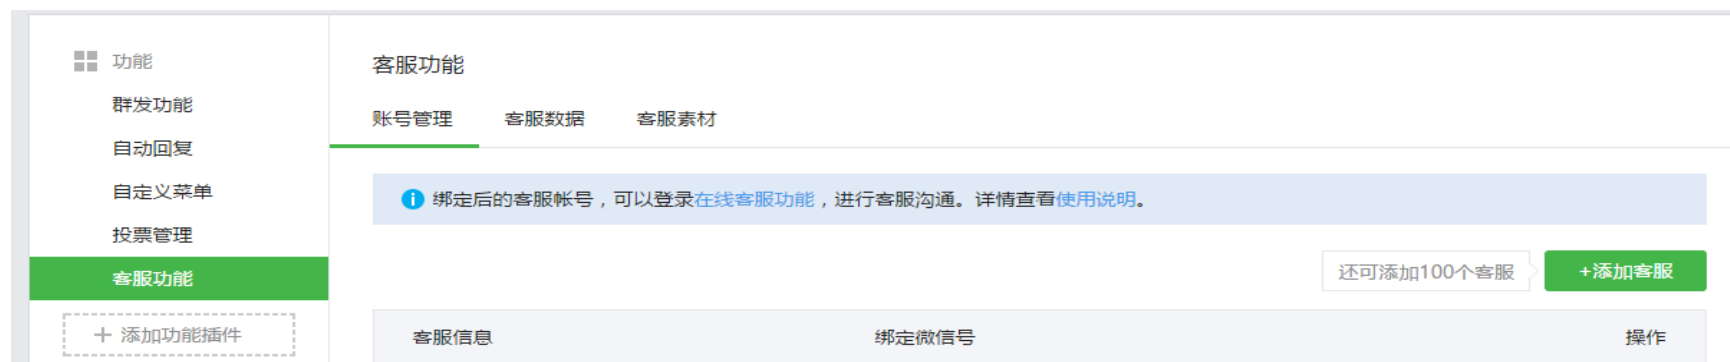 功能
群发功能
自动回复
自定义菜单
投票管理
客服功能
+ 添加功能插件
客服功能
账号管理 客服数据 客服素材
绑定后的客服帐号，可以登录在线客服功能，进行客服沟通。详情查看使用说明。
还可添加100个客服 +添加客服
客服信息 绑定微信号 操作